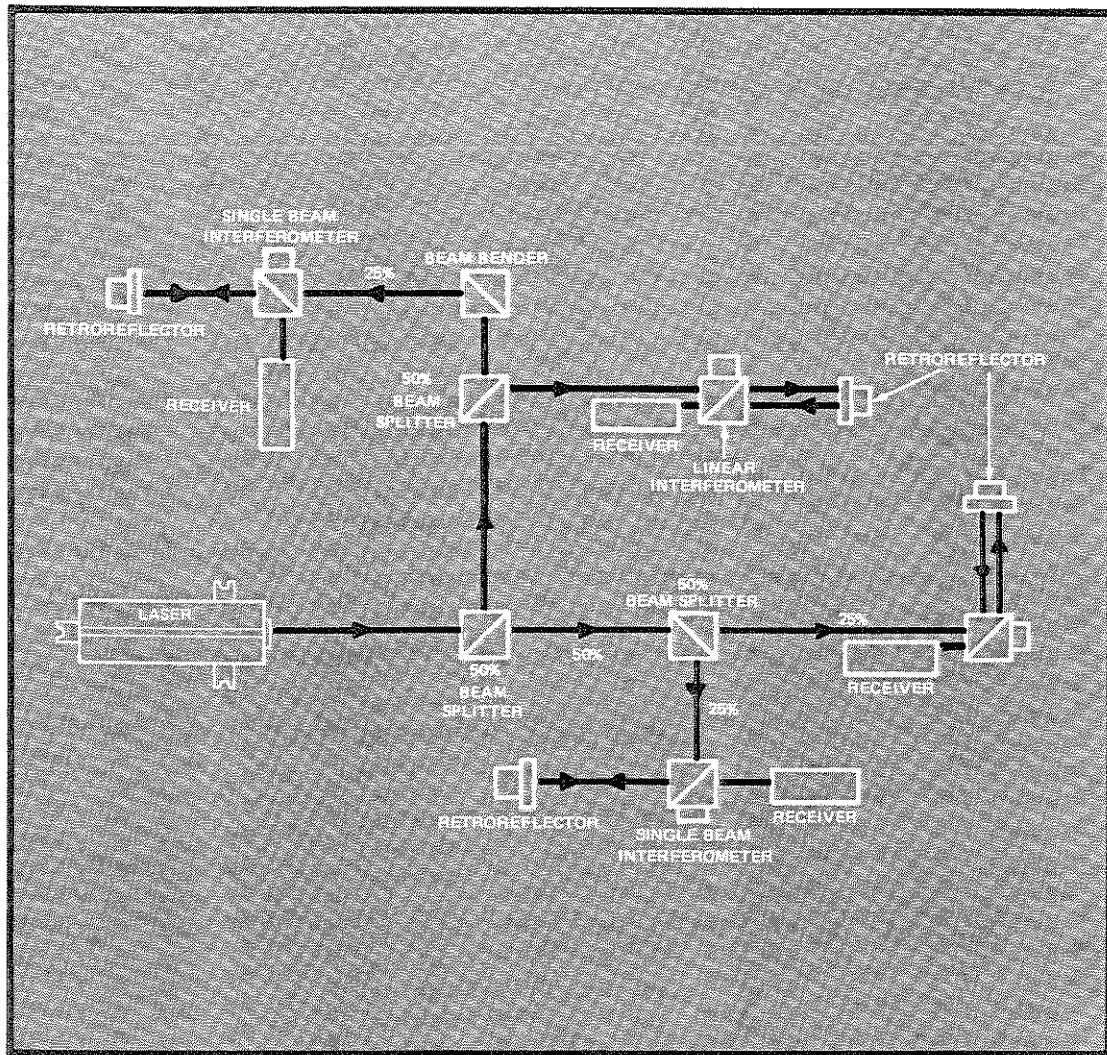 SINGLE BEAM
INTERFEROMETER
BEAM BENDER
25%
RETROREFLECTOR
RETROREFLECTOR
50%
BEAM
SPLITTER
RECEIVER
RECEIVER
LINEAR
INTERFEROMETER
50%
BEAM SPLITTER
LASER
25%
50%
50%
BEAM
SPLITTER
RECEIVER
25%
RETROREFLECTOR
SINGLE BEAM
INTERFEROMETER
RECEIVER